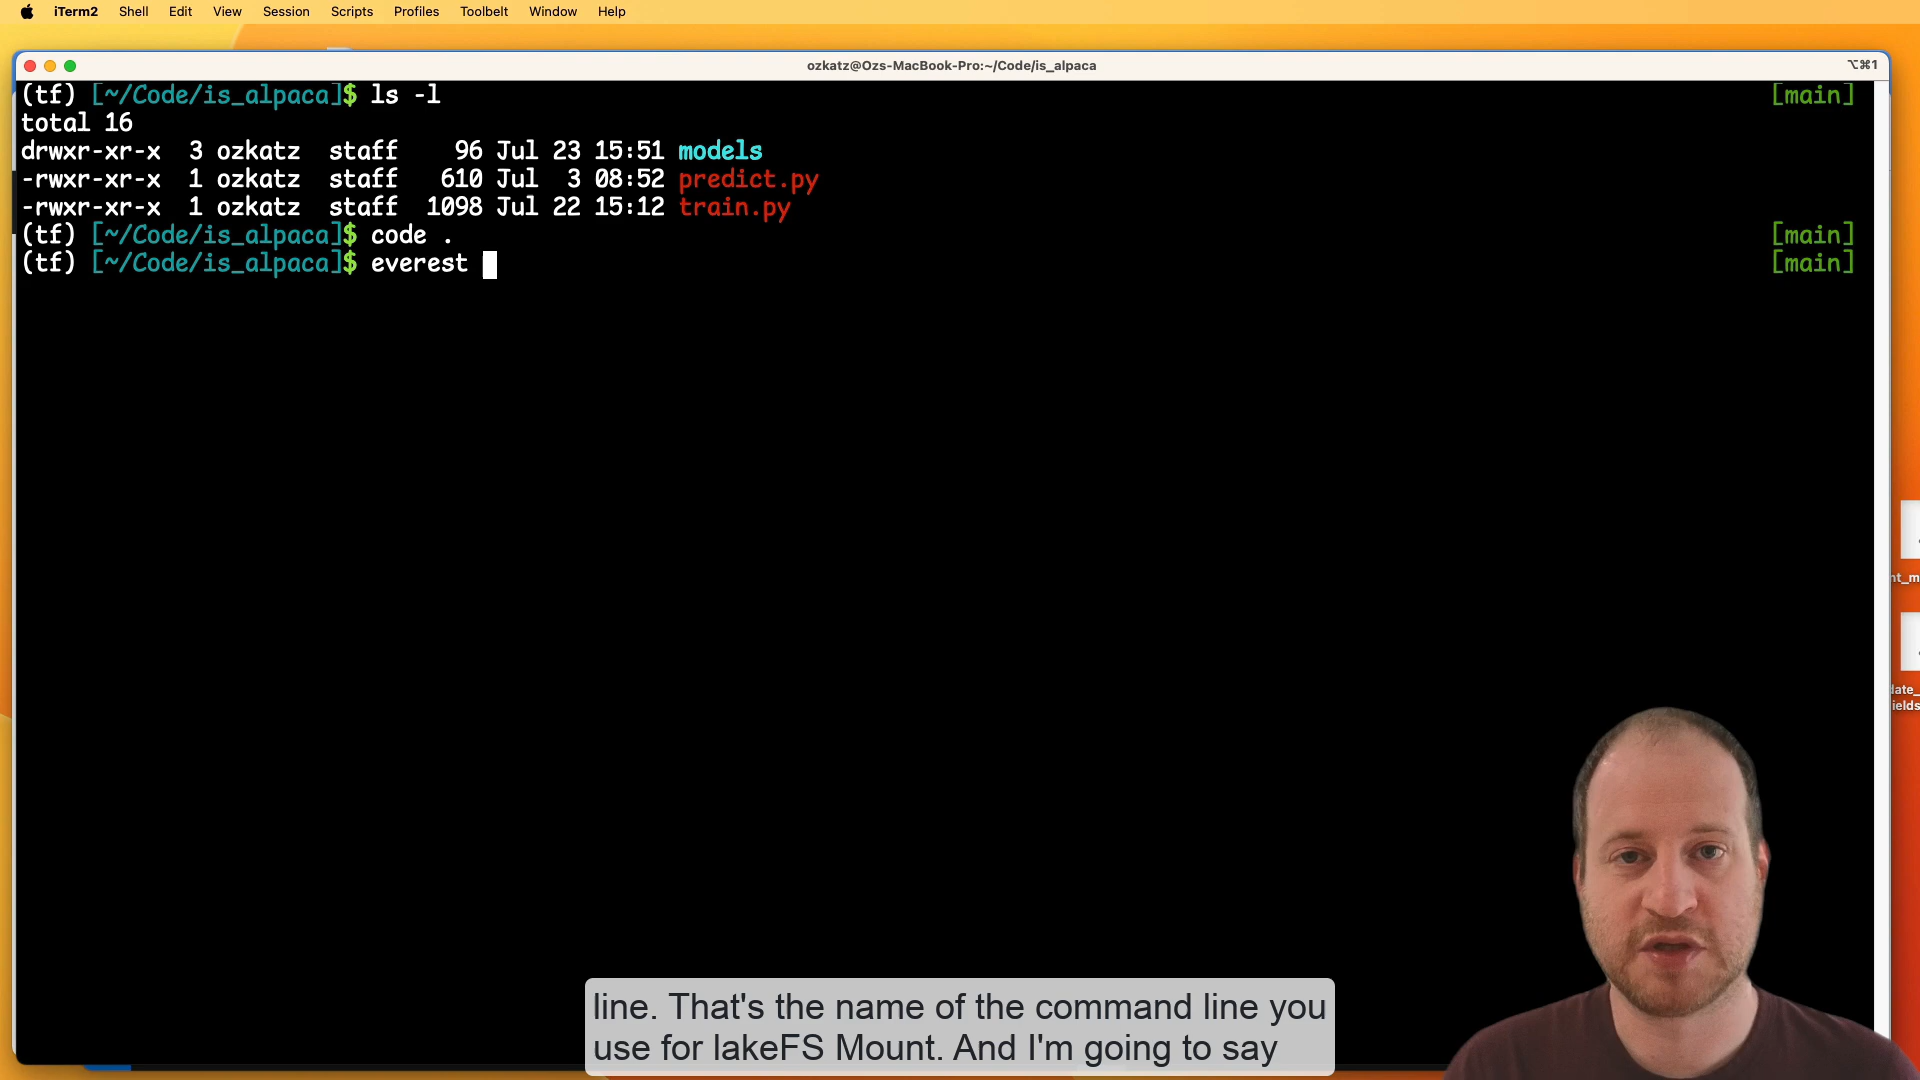 iTerm2 Shell Edit View Session Scripts Profiles Toolbelt Window Help
ozkatz@Ozs-MacBook-Pro:~/Code/is_alpaca ⌥⌘1
(tf) [~/Code/is_alpaca]$ ls -l [main]
total 16
drwxr-xr-x 3 ozkatz staff 96 Jul 23 15:51 models
-rwxr-xr-x 1 ozkatz staff 610 Jul 3 08:52 predict.py
-rwxr-xr-x 1 ozkatz staff 1098 Jul 22 15:12 train.py
(tf) [~/Code/is_alpaca]$ code . [main]
(tf) [~/Code/is_alpaca]$ everest [main]
line. That's the name of the command line you
use for lakeFS Mount. And I'm going to say